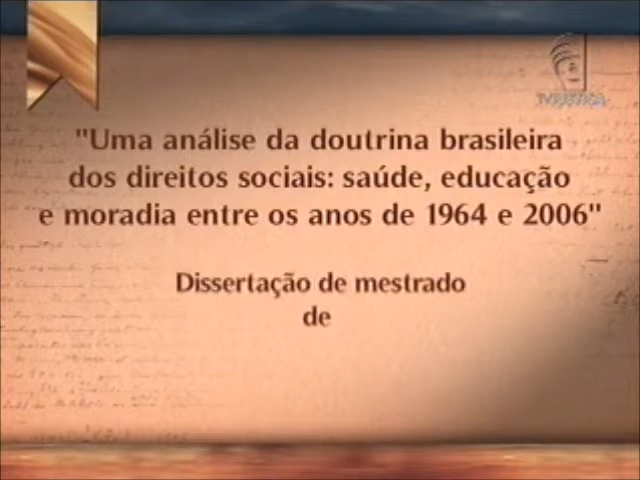 TV JUSTIÇA
"Uma análise da doutrina brasileira
dos direitos sociais: saúde, educação
e moradia entre os anos de 1964 e 2006"
Dissertação de mestrado
de